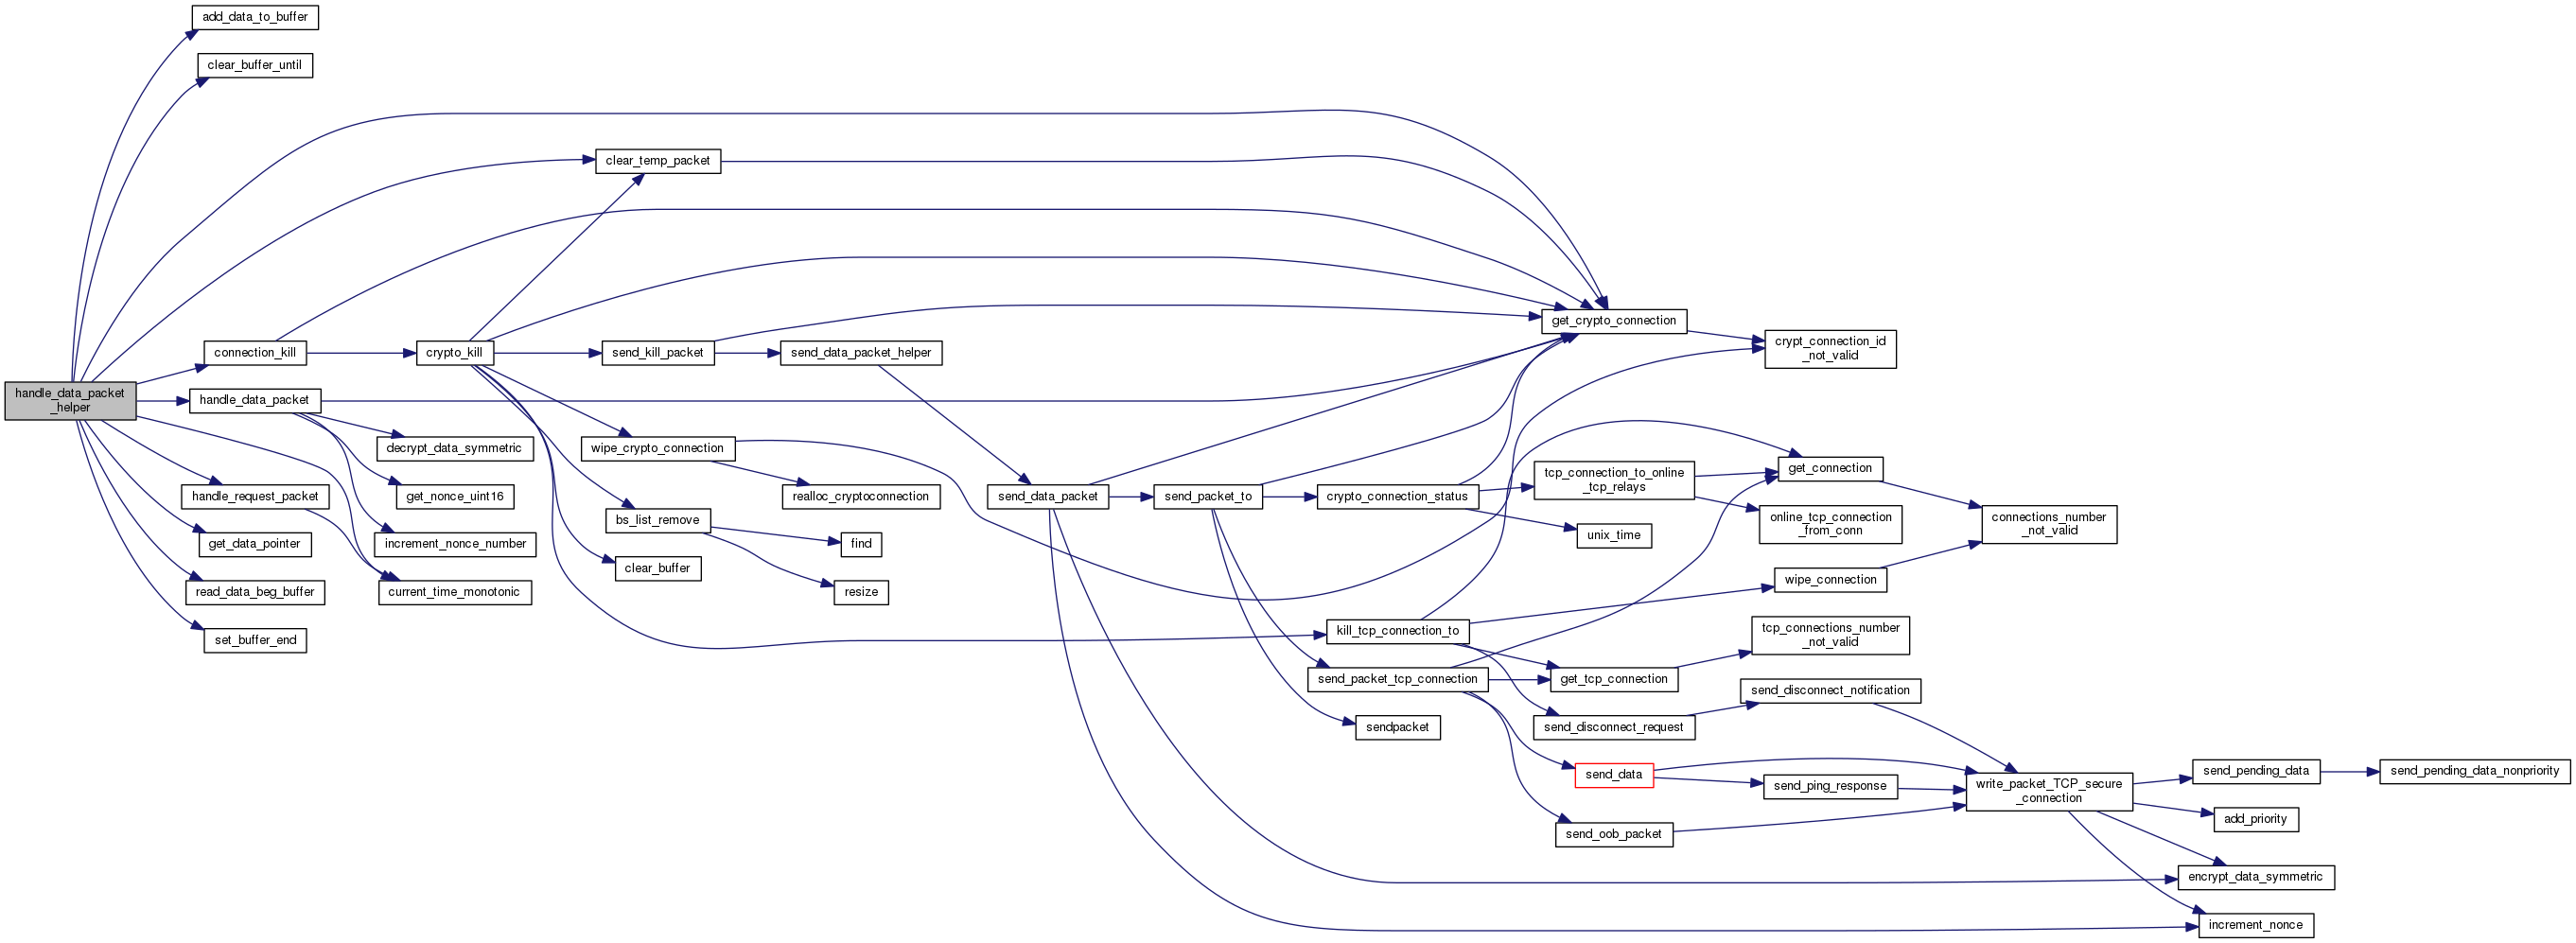 add_data_to_buffer
clear_buffer_until
clear_temp_packet
get_crypto_connection
connection_kill
crypto_kill
send_kill_packet
send_data_packet_helper
crypt_connection_id
_not_valid
handle_data_packet
_helper
handle_data_packet
decrypt_data_symmetric
wipe_crypto_connection
get_connection
tcp_connection_to_online
_tcp_relays
handle_request_packet
get_nonce_uint16
realloc_cryptoconnection
send_data_packet
send_packet_to
crypto_connection_status
bs_list_remove
online_tcp_connection
_from_conn
connections_number
_not_valid
get_data_pointer
increment_nonce_number
find
unix_time
clear_buffer
read_data_beg_buffer
current_time_monotonic
resize
wipe_connection
set_buffer_end
kill_tcp_connection_to
tcp_connections_number
_not_valid
send_packet_tcp_connection
get_tcp_connection
send_disconnect_notification
sendpacket
send_disconnect_request
send_data
send_ping_response
write_packet_TCP_secure
_connection
send_pending_data
send_pending_data_nonpriority
send_oob_packet
add_priority
encrypt_data_symmetric
increment_nonce